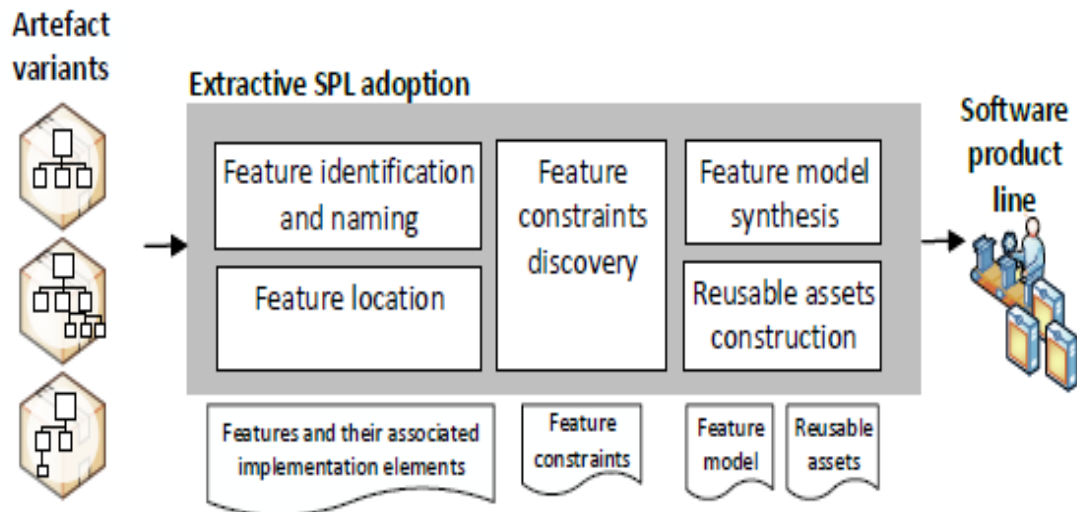 Artefact
variants
Extractive SPL adoption
Feature identification
and naming
Feature location
Feature
constraints
discovery
Feature model
synthesis
Reusable assets
construction
Software
product
line
Features and their associated
implementation elements
Feature
constraints
Feature
model
Reusable
assets